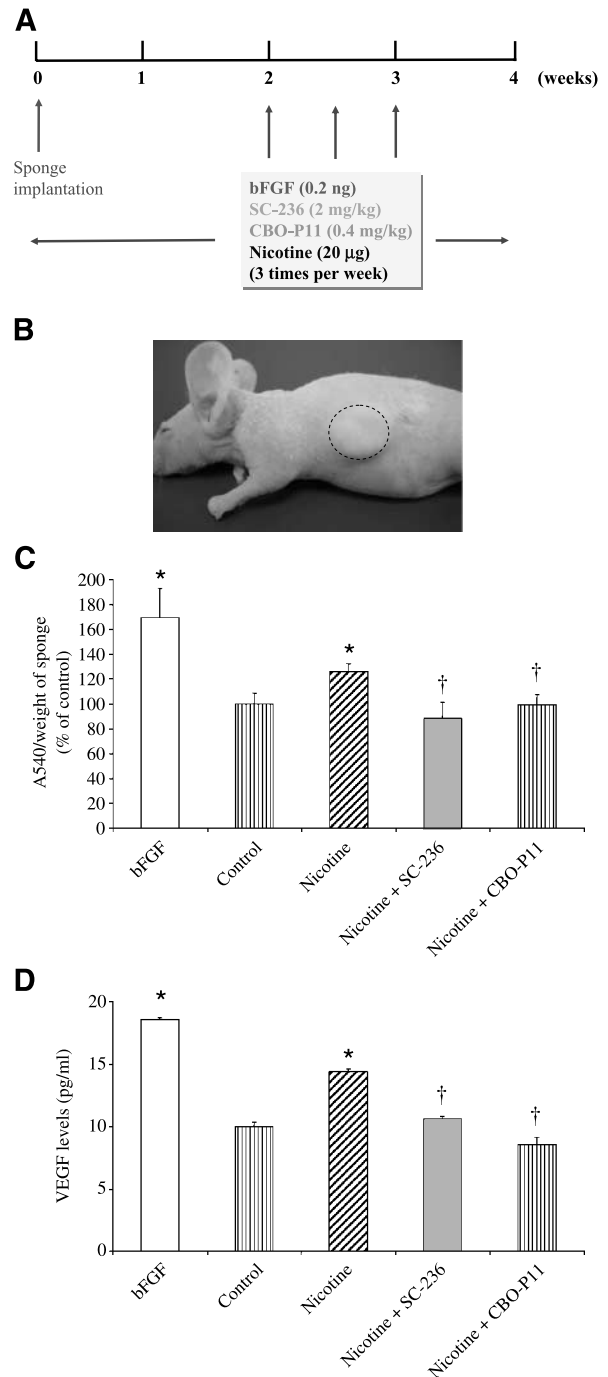 A
0 1 2 3 4 (weeks)
Sponge
implantation
bFGF (0.2 ng)
SC-236 (2 mg/kg)
CBO-P11 (0.4 mg/kg)
Nicotine (20 µg)
(3 times per week)
B
C
A540/weight of sponge
(% of control)
200
180
160
140
120
100
80
60
40
20
0
*
*
†
†
bFGF
Control
Nicotine
Nicotine + SC-236
Nicotine + CBO-P11
D
VEGF levels (pg/ml)
20
15
10
5
0
*
*
†
†
bFGF
Control
Nicotine
Nicotine + SC-236
Nicotine + CBO-P11